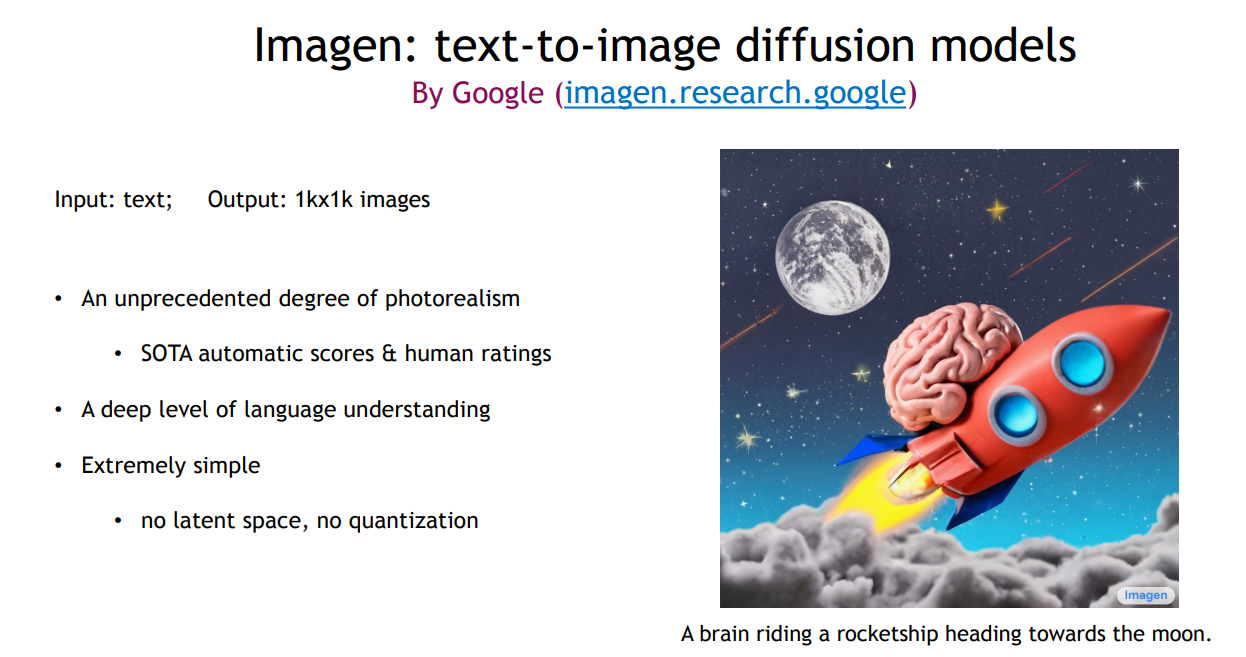 Imagen: text-to-image diffusion models
By Google (imagen.research.google)
Input: text; Output: 1kx1k images
• An unprecedented degree of photorealism
• SOTA automatic scores & human ratings
• A deep level of language understanding
• Extremely simple
• no latent space, no quantization
Imagen
A brain riding a rocketship heading towards the moon.